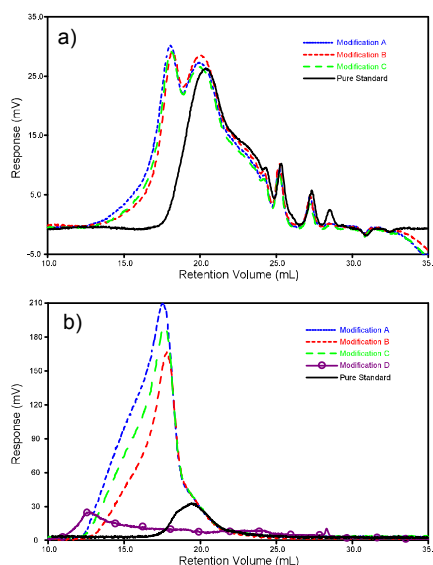 a)
35.0
25.0
15.0
5.0
-5.0
Response (mV)
Modification A
Modification B
Modification C
Pure Standard
10.0 15.0 20.0 25.0 30.0 35.0
Retention Volume (mL)
b)
210
180
150
120
90
60
30
0
Response (mV)
Modification A
Modification B
Modification C
Modification D
Pure Standard
10.0 15.0 20.0 25.0 30.0 35.0
Retention Volume (mL)